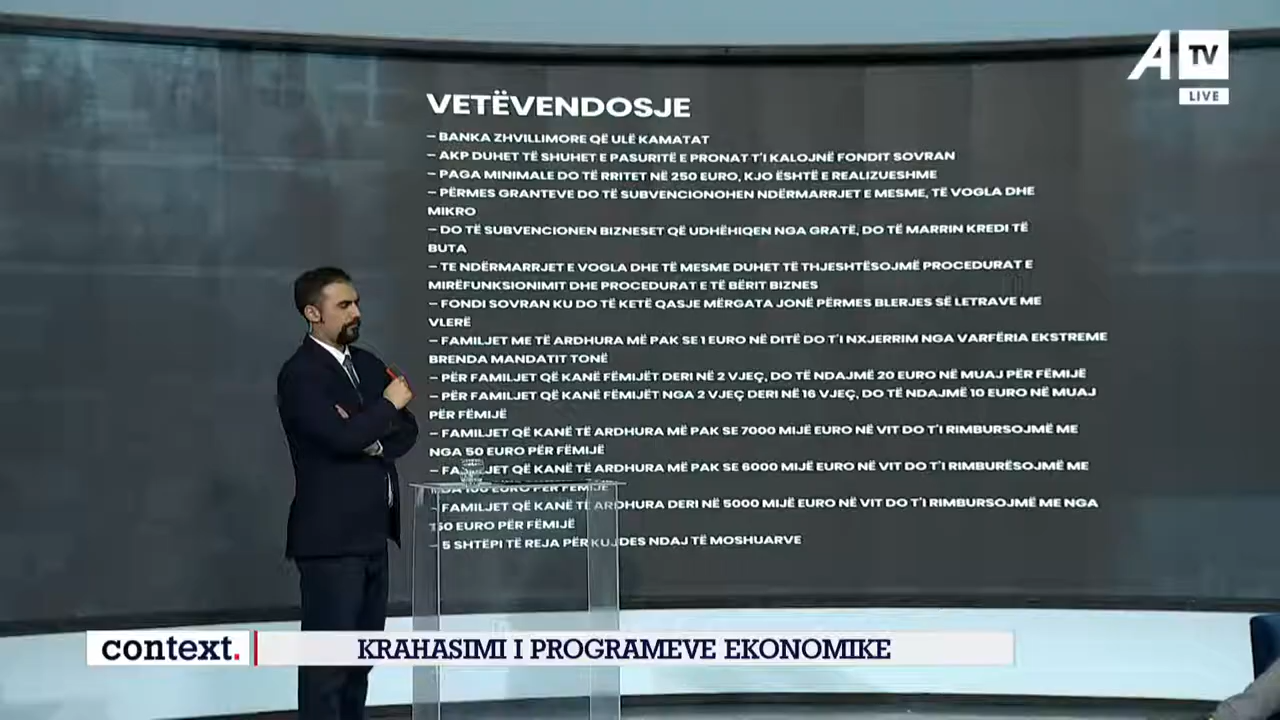 A TV
LIVE
VETËVENDOSJE
– BANKA ZHVILLIMORE QË ULË KAMATAT
– AKP DUHET TË SHUHET E PASURITË E PRONAT T'I KALOJNË FONDIT SOVRAN
– PAGA MINIMALE DO TË RRITET NË 250 EURO, KJO ËSHTË E REALIZUESHME
– PËRMES GRANTEVE DO TË SUBVENCIONOHEN NDËRMARRJET E MESME, TË VOGLA DHE
MIKRO
– DO TË SUBVENCIONEN BIZNESET QË UDHËHIQEN NGA GRATË, DO TË MARRIN KREDI TË
BUTA
– TE NDËRMARRJET E VOGLA DHE TË MESME DUHET TË THJESHTËSOJMË PROCEDURAT E
MIRËFUNKSIONIMIT DHE PROCEDURAT E TË BËRIT BIZNES
– FONDI SOVRAN KU DO TË KETË QASJE MËRGATA JONË PËRMES BLERJES SË LETRAVE ME
VLERË
– FAMILJET ME TË ARDHURA MË PAK SE 1 EURO NË DITË DO T'I NXJERRIM NGA VARFËRIA EKSTREME
BRENDA MANDATIT TONË
– PËR FAMILJET QË KANË FËMIJËT DERI NË 2 VJEÇ, DO TË NDAJMË 20 EURO NË MUAJ PËR FËMIJË
– PËR FAMILJET QË KANË FËMIJËT NGA 2 VJEÇ DERI NË 16 VJEÇ, DO TË NDAJMË 10 EURO NË MUAJ
PËR FËMIJË
– FAMILJET QË KANË TË ARDHURA MË PAK SE 7000 MIJË EURO NË VIT DO T'I RIMBURSOJMË ME
NGA 50 EURO PËR FËMIJË
– FAMILJET QË KANË TË ARDHURA MË PAK SE 6000 MIJË EURO NË VIT DO T'I RIMBURËSOJMË ME
NGA 100 EURO PËR FËMIJË
– FAMILJET QË KANË TË ARDHURA DERI NË 5000 MIJË EURO NË VIT DO T'I RIMBURSOJMË ME NGA
150 EURO PËR FËMIJË
– 5 SHTËPI TË REJA PËR KUJDES NDAJ TË MOSHUARVE
context.
KRAHASIMI I PROGRAMEVE EKONOMIKE